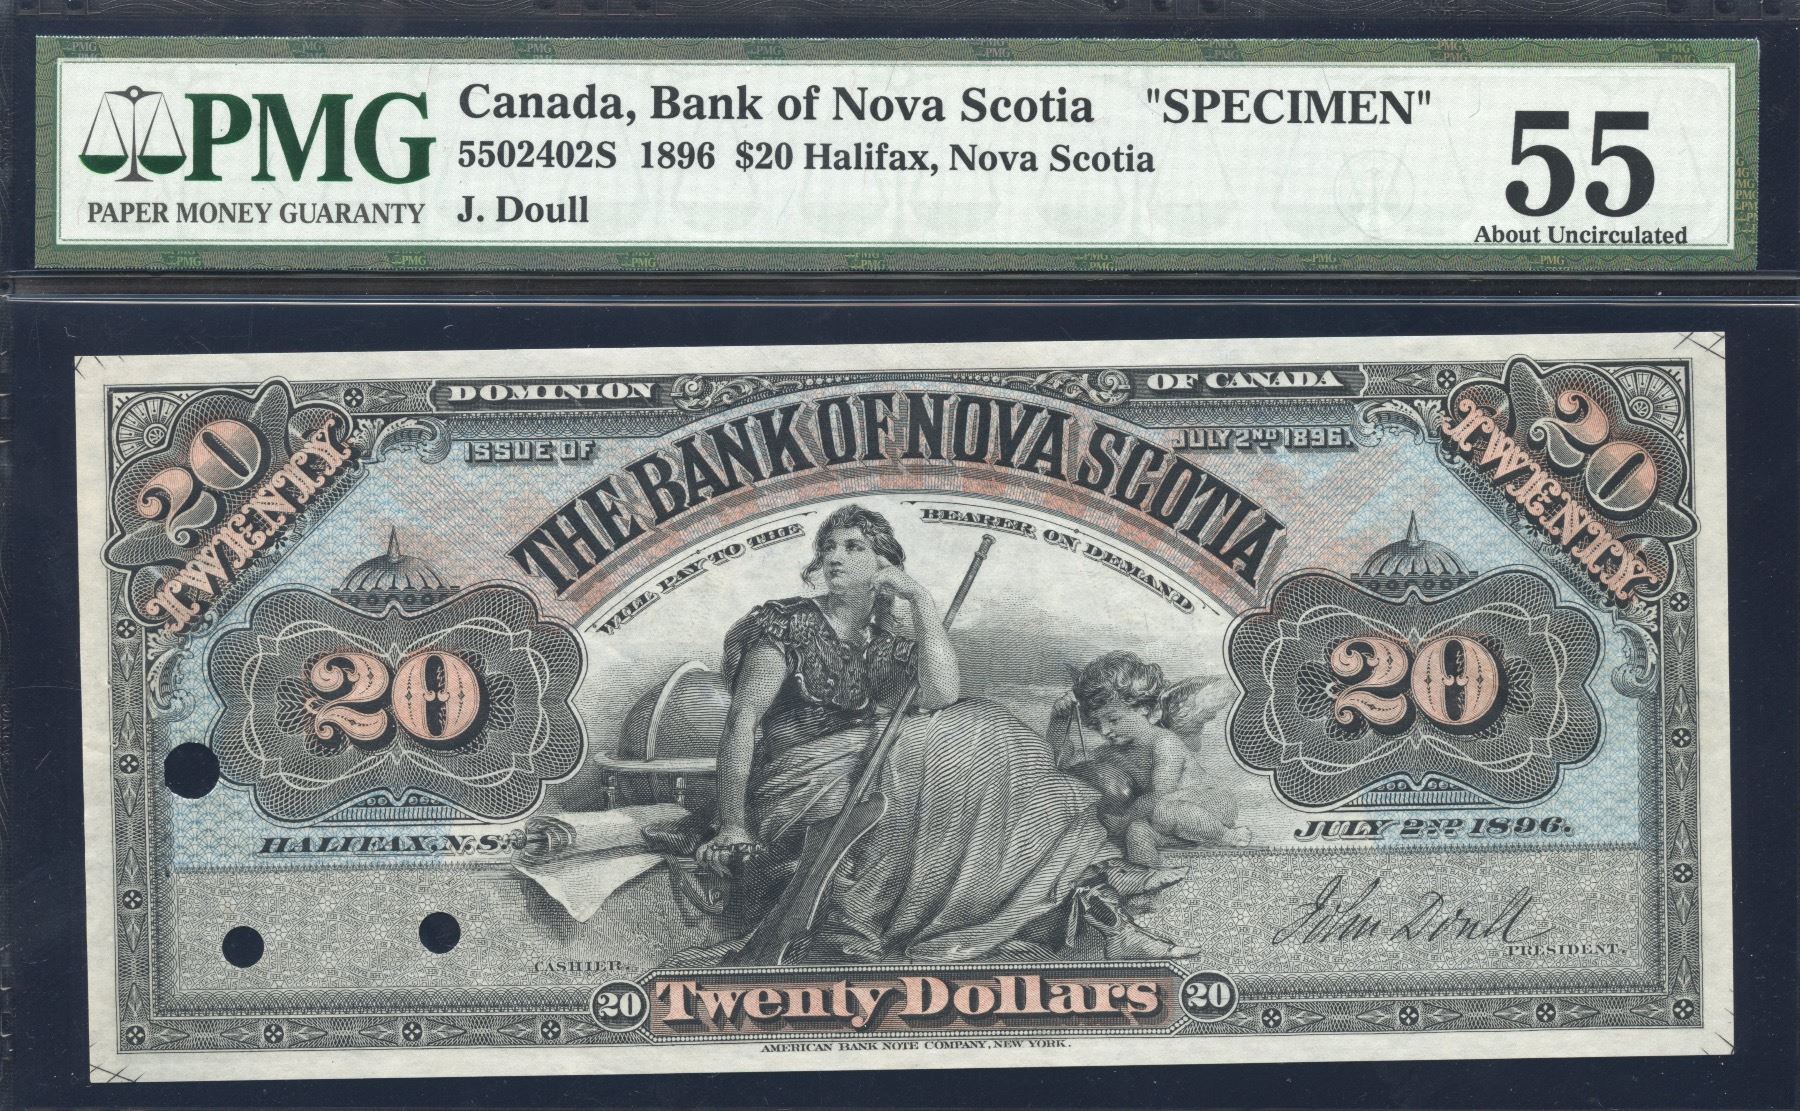 PMG
PAPER MONEY GUARANTY
Canada, Bank of Nova Scotia "SPECIMEN"
5502402S 1896 $20 Halifax, Nova Scotia
J. Doull
55
About Uncirculated
DOMINION OF CANADA
20 TWENTY
20 TWENTY
ISSUE OF JULY 2ND 1896.
THE BANK OF NOVA SCOTIA
WILL PAY TO THE BEARER ON DEMAND
20 20
HALIFAX, N.S. JULY 2ND 1896.
John Doull
CASHIER. PRESIDENT.
20 Twenty Dollars 20
AMERICAN BANK NOTE COMPANY, NEW YORK.